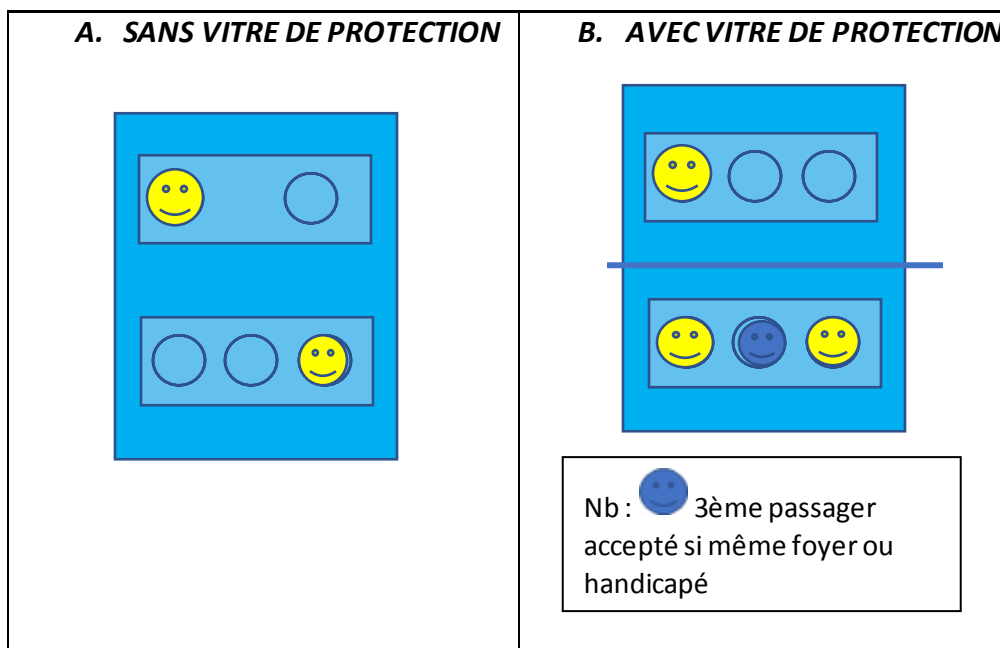 A. SANS VITRE DE PROTECTION
B. AVEC VITRE DE PROTECTION
Nb : 3ème passager
accepté si même foyer ou
handicapé